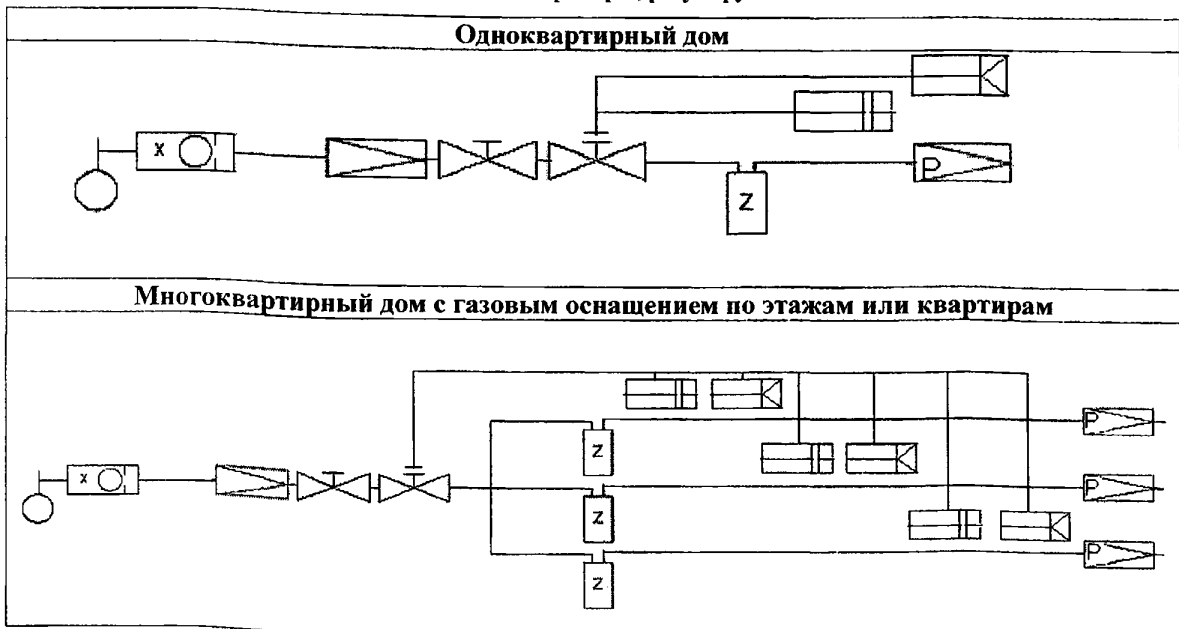 Одноквартирный дом
X
Z
P
Многоквартирный дом с газовым оснащением по этажам или квартирам
X
Z
P
Z
P
Z
P